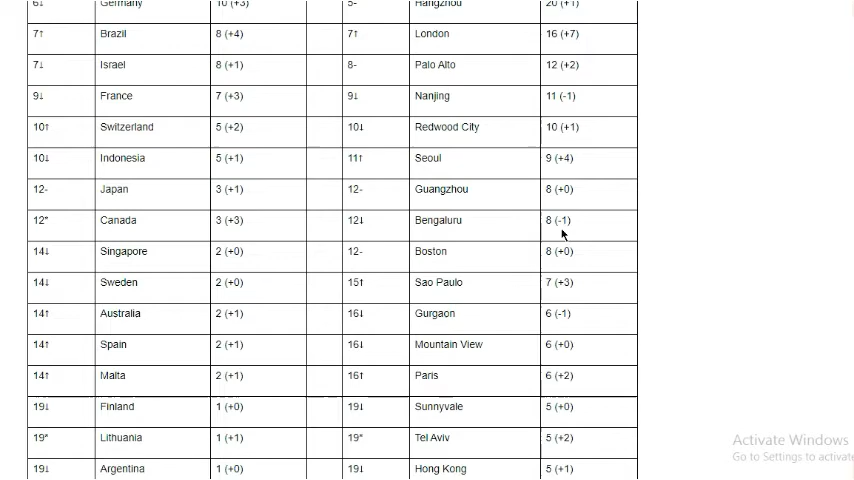 6↓ Germany 10 (+3) 5- Hangzhou 20 (+1)
7↑ Brazil 8 (+4) 7↑ London 16 (+7)
7↓ Israel 8 (+1) 8- Palo Alto 12 (+2)
9↓ France 7 (+3) 9↓ Nanjing 11 (-1)
10↑ Switzerland 5 (+2) 10↓ Redwood City 10 (+1)
10↓ Indonesia 5 (+1) 11↑ Seoul 9 (+4)
12- Japan 3 (+1) 12- Guangzhou 8 (+0)
12* Canada 3 (+3) 12↓ Bengaluru 8 (-1)
14↓ Singapore 2 (+0) 12- Boston 8 (+0)
14↓ Sweden 2 (+0) 15↑ Sao Paulo 7 (+3)
14↑ Australia 2 (+1) 16↓ Gurgaon 6 (-1)
14↑ Spain 2 (+1) 16↓ Mountain View 6 (+0)
14↑ Malta 2 (+1) 16↑ Paris 6 (+2)
19↓ Finland 1 (+0) 19↓ Sunnyvale 5 (+0)
19* Lithuania 1 (+1) 19* Tel Aviv 5 (+2)
19↓ Argentina 1 (+0) 19↓ Hong Kong 5 (+1)
Activate Windows
Go to Settings to activate